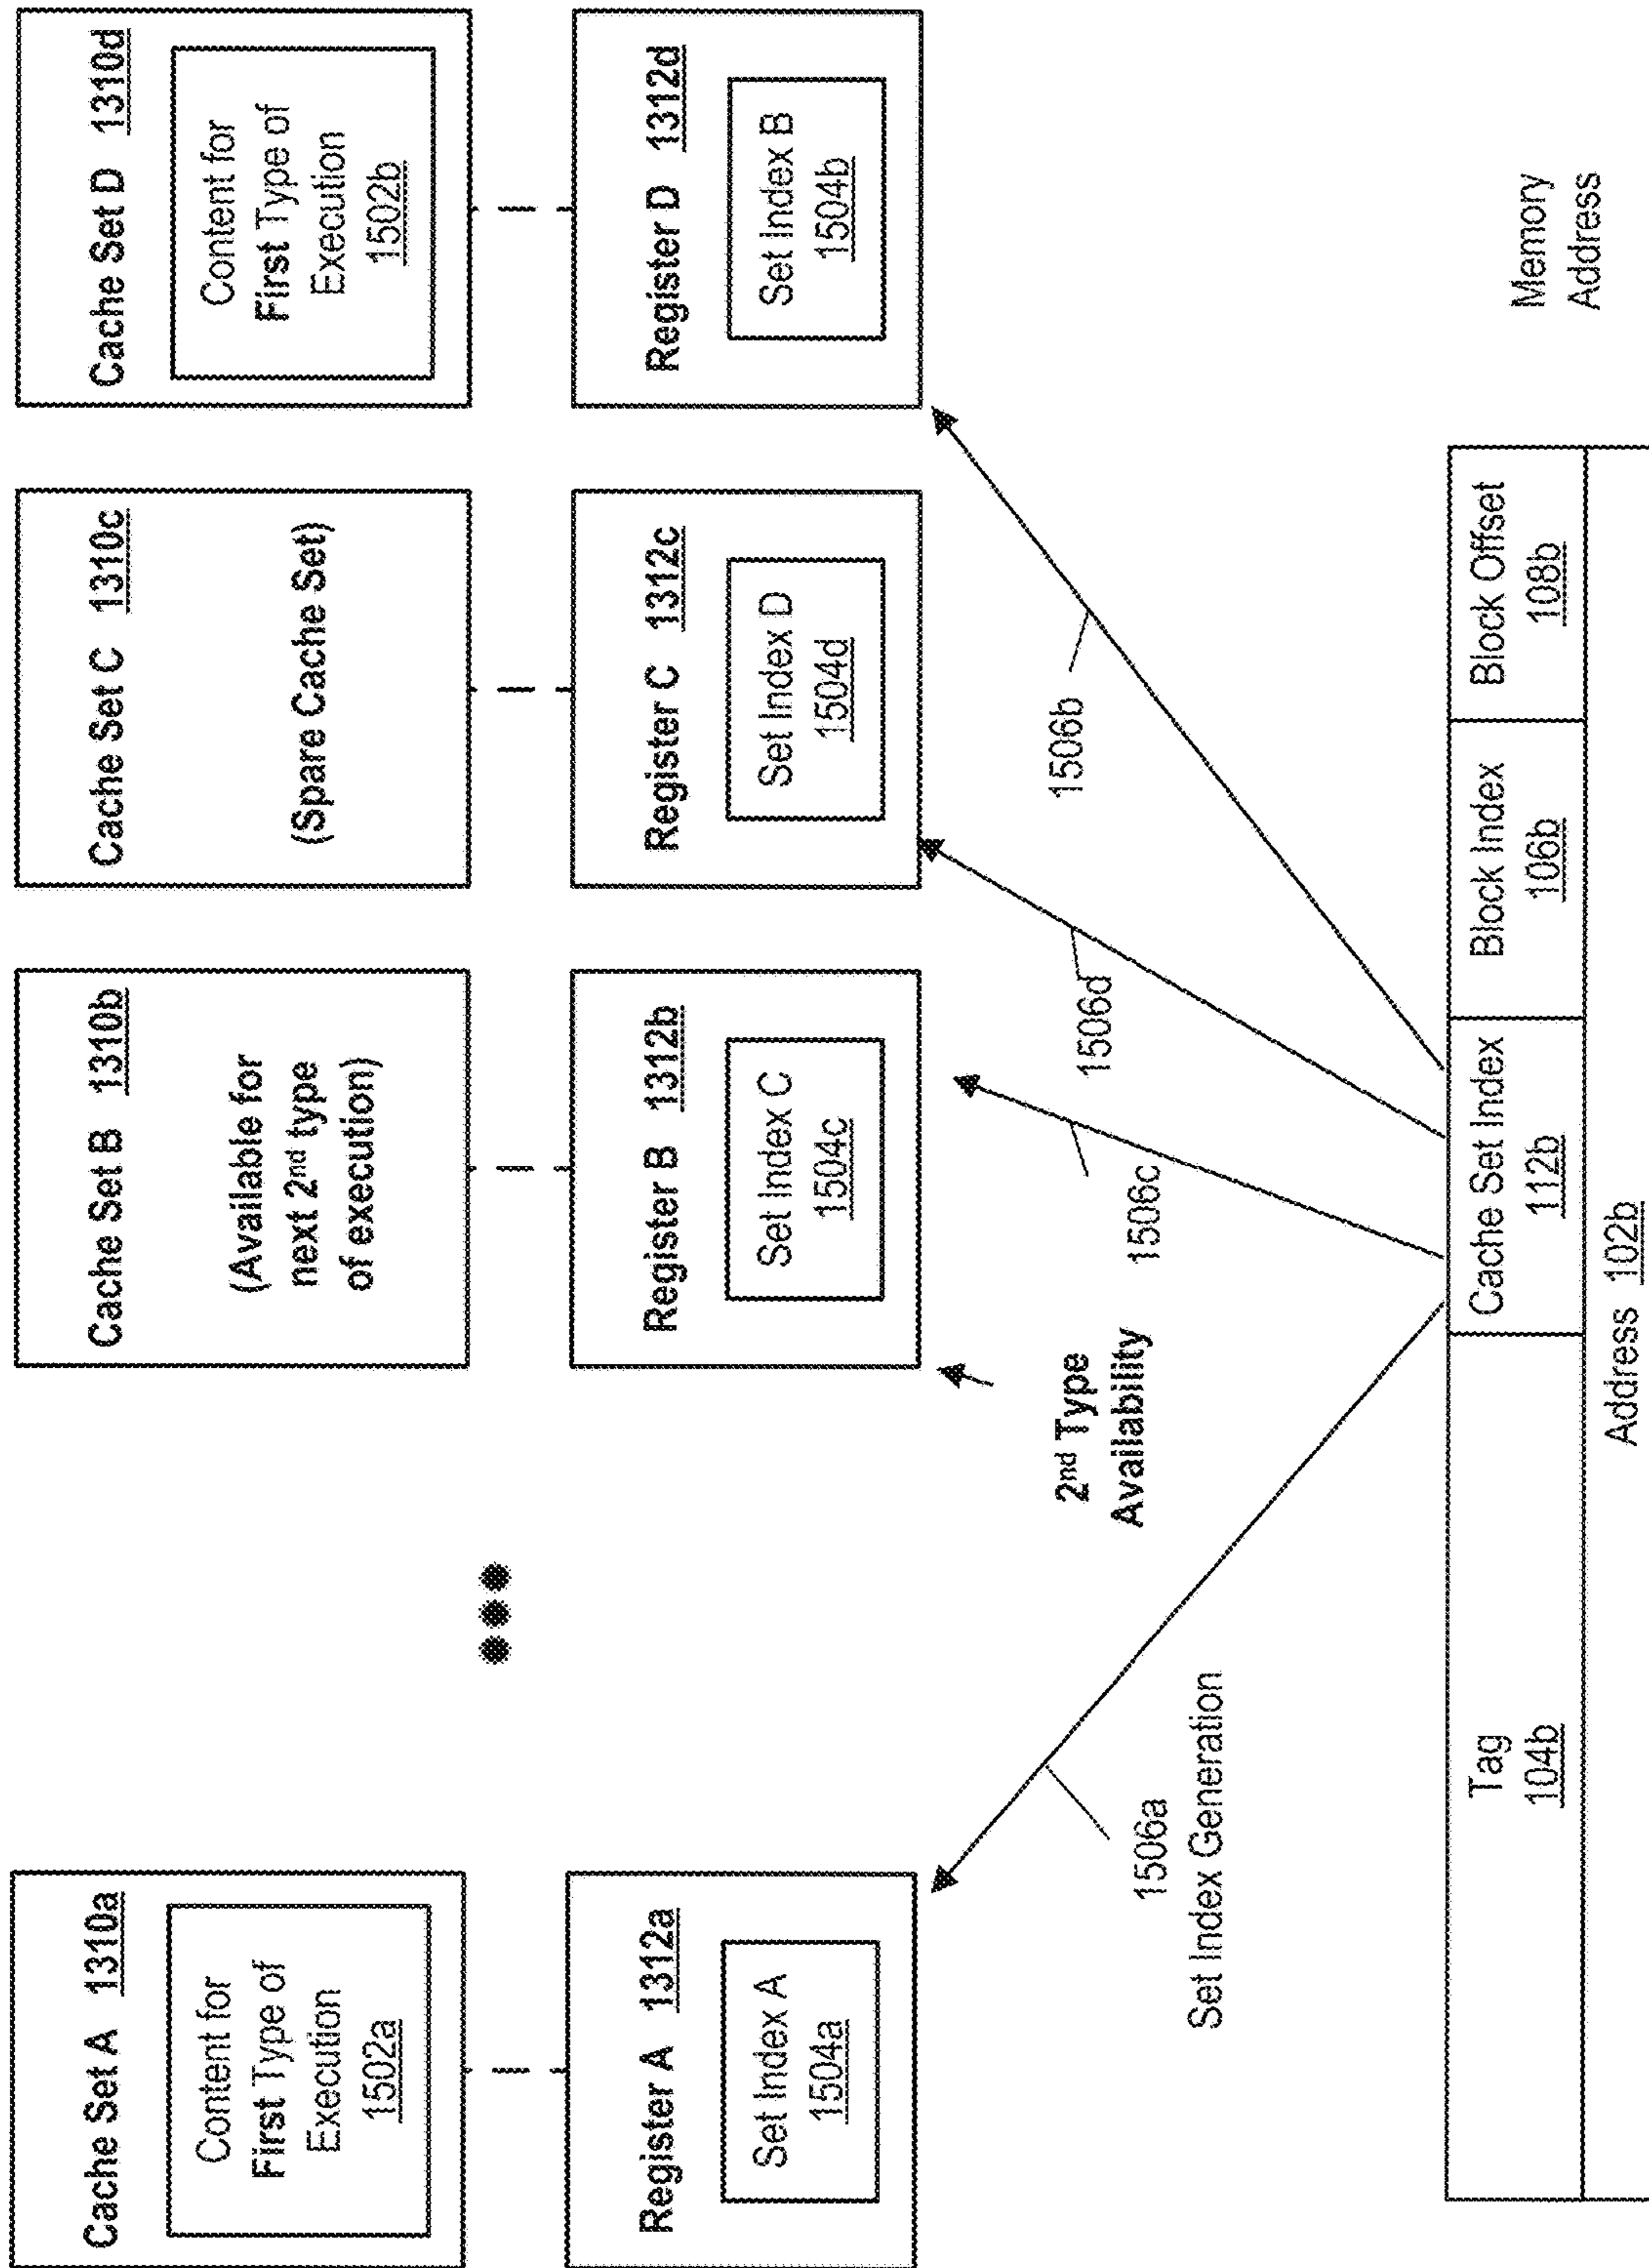 Cache Set A 1310a
Content for
First Type of
Execution
1502a
Cache Set B 1310b
(Available for
next 2nd type
of execution)
Cache Set C 1310c
(Spare Cache Set)
Cache Set D 1310d
Content for
First Type of
Execution
1502b
Register A 1312a
Set Index A
1504a
Register B 1312b
Set Index C
1504c
Register C 1312c
Set Index D
1504d
Register D 1312d
Set Index B
1504b
2nd Type
Availability
1506a
Set Index Generation
1506c
1506d
1506b
Tag
104b
Cache Set Index
112b
Block Index
106b
Block Offset
108b
Address 102b
Memory
Address